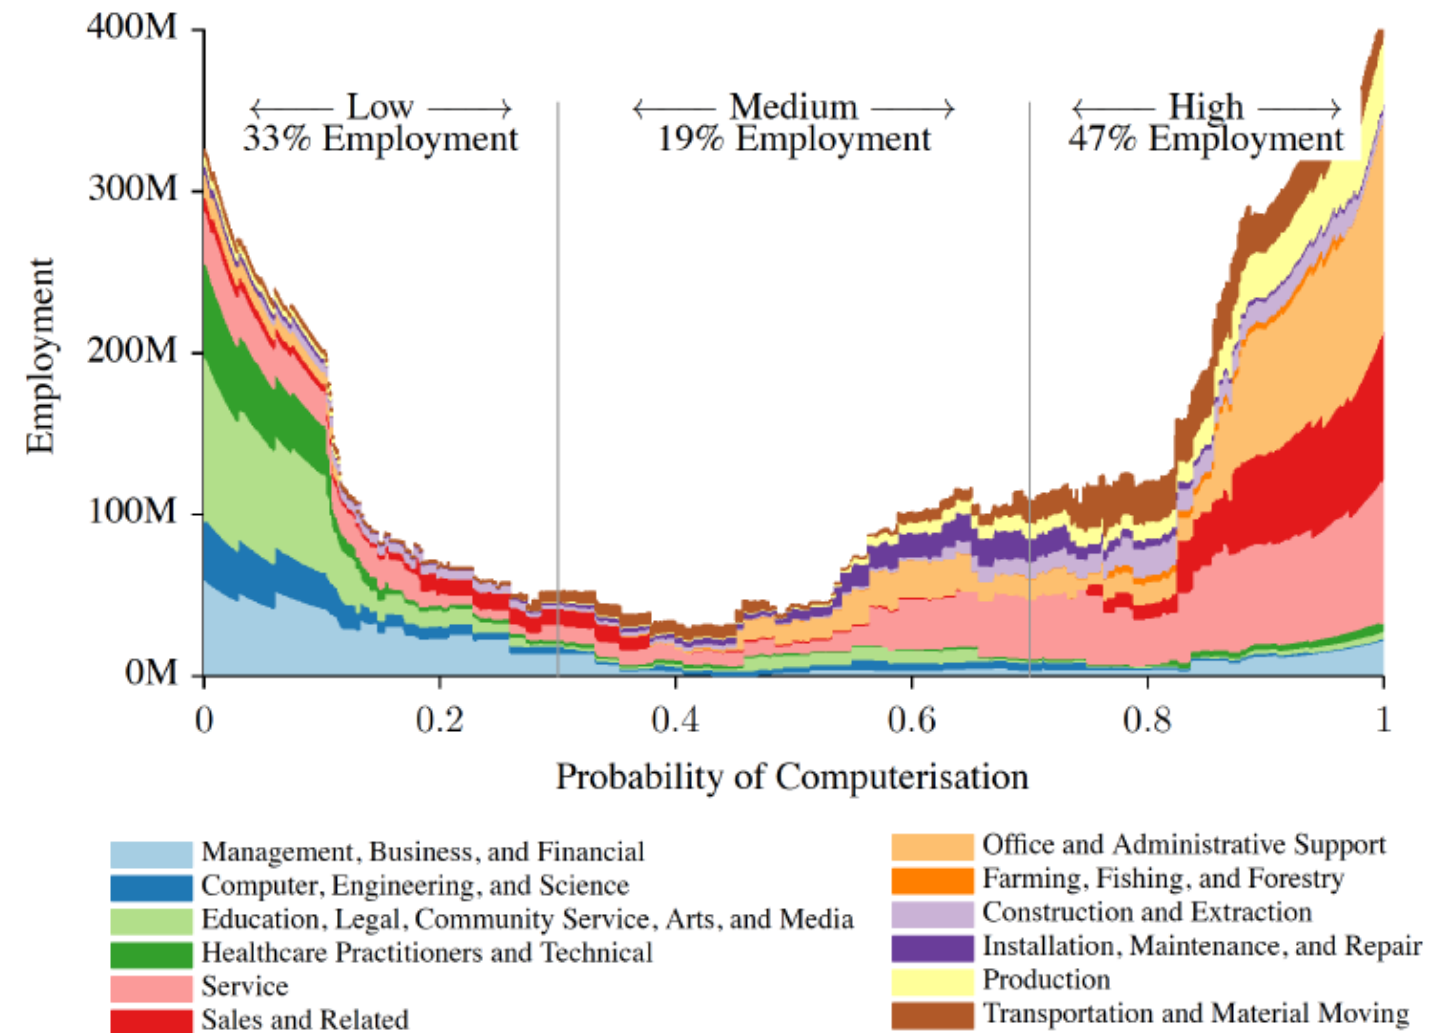 400M
300M
200M
100M
0M
Employment
←—— Low ——→
33% Employment
←—— Medium ——→
19% Employment
←—— High ——→
47% Employment
0 0.2 0.4 0.6 0.8 1
Probability of Computerisation
Management, Business, and Financial
Computer, Engineering, and Science
Education, Legal, Community Service, Arts, and Media
Healthcare Practitioners and Technical
Service
Sales and Related
Office and Administrative Support
Farming, Fishing, and Forestry
Construction and Extraction
Installation, Maintenance, and Repair
Production
Transportation and Material Moving